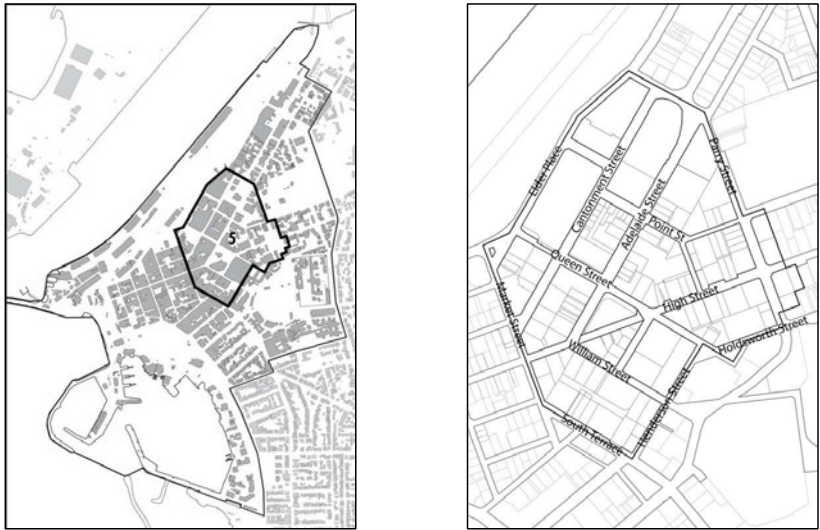 5
Elder Place
Cantonment Street
Adelaide Street
Parry Street
Point St
Queen Street
Market Street
High Street
Holdsworth Street
William Street
Henderson Street
South Terrace